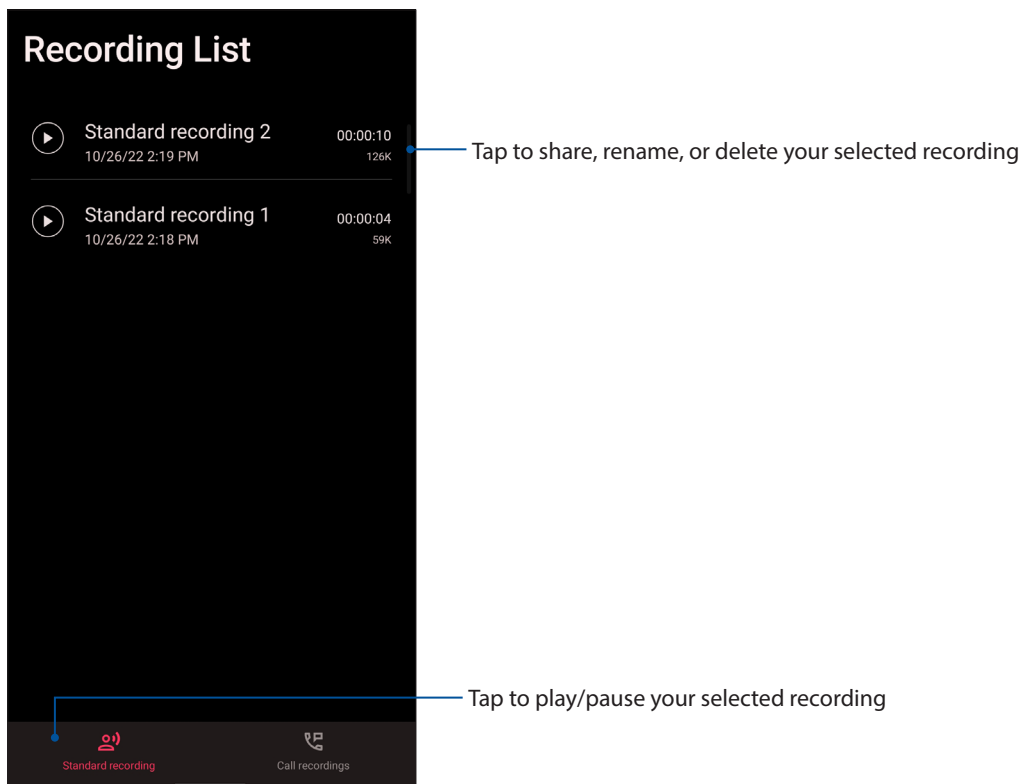 Recording List
Standard recording 2
00:00:10
10/26/22 2:19 PM
126K
Tap to share, rename, or delete your selected recording
Standard recording 1
00:00:04
10/26/22 2:18 PM
59K
Tap to play/pause your selected recording
Standard recording
Call recordings